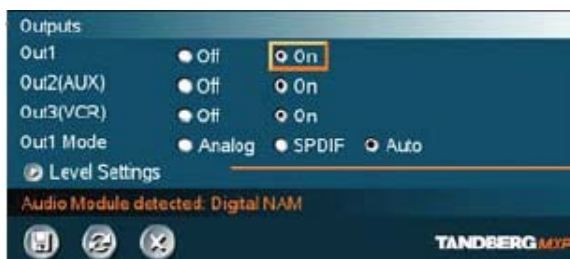 Outputs
Out1 Off On
Out2(AUX) Off On
Out3(VCR) Off On
Out1 Mode Analog SPDIF Auto
Level Settings
Audio Module detected: Digital NAM
TANDBERG MXP